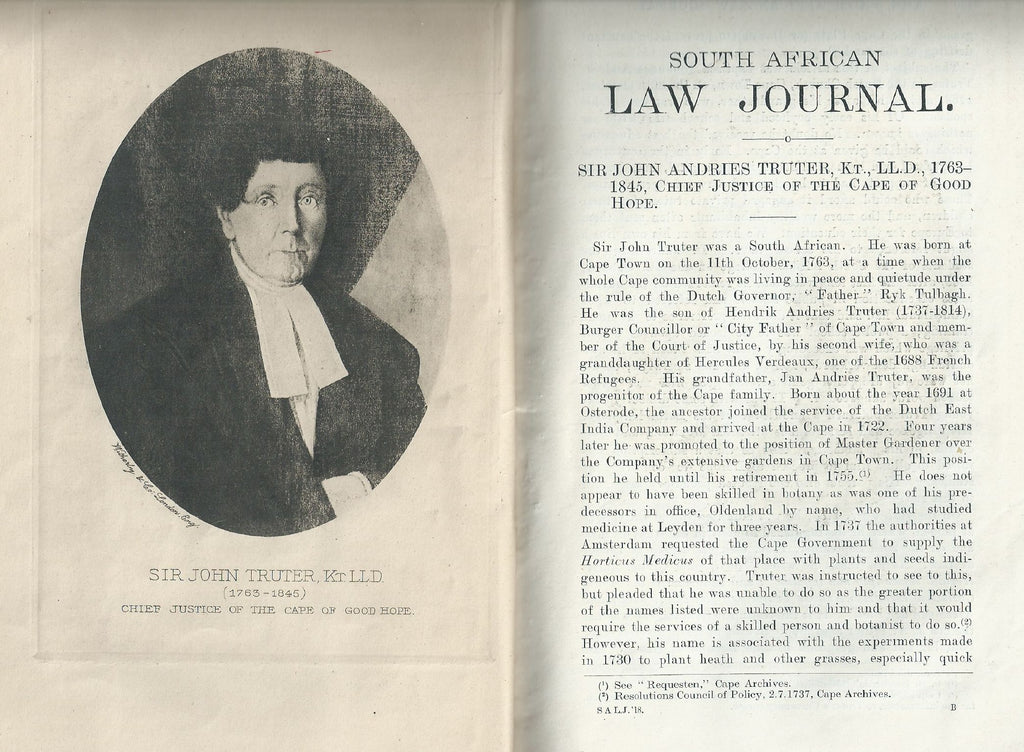 Witherby & Co. London Eng.
SIR JOHN TRUTER, KT LL.D.
(1763-1845)
CHIEF JUSTICE OF THE CAPE OF GOOD HOPE.
SOUTH AFRICAN
LAW JOURNAL.
SIR JOHN ANDRIES TRUTER, KT., LL.D., 1763–
1845, CHIEF JUSTICE OF THE CAPE OF GOOD
HOPE.
Sir John Truter was a South African. He was born at
Cape Town on the 11th October, 1763, at a time when the
whole Cape community was living in peace and quietude under
the rule of the Dutch Governor, "Father" Ryk Tulbagh.
He was the son of Hendrik Andries Truter (1737-1814),
Burger Councillor or "City Father" of Cape Town and mem-
ber of the Court of Justice, by his second wife, who was a
granddaughter of Hercules Verdeaux, one of the 1688 French
Refugees. His grandfather, Jan Andries Truter, was the
progenitor of the Cape family. Born about the year 1691 at
Osterode, the ancestor joined the service of the Dutch East
India Company and arrived at the Cape in 1722. Four years
later he was promoted to the position of Master Gardener over
the Company's extensive gardens in Cape Town. This posi-
tion he held until his retirement in 1755.(1) He does not
appear to have been skilled in botany as was one of his pre-
decessors in office, Oldenland by name, who had studied
medicine at Leyden for three years. In 1737 the authorities at
Amsterdam requested the Cape Government to supply the
Horticus Medicus of that place with plants and seeds indi-
geneous to this country. Truter was instructed to see to this,
but pleaded that he was unable to do so as the greater portion
of the names listed were unknown to him and that it would
require the services of a skilled person and botanist to do so.(2)
However, his name is associated with the experiments made
in 1730 to plant heath and other grasses, especially quick
(1) See "Requesten," Cape Archives.
(2) Resolutions Council of Policy, 2.7.1737, Cape Archives.
S A L J. '18. B